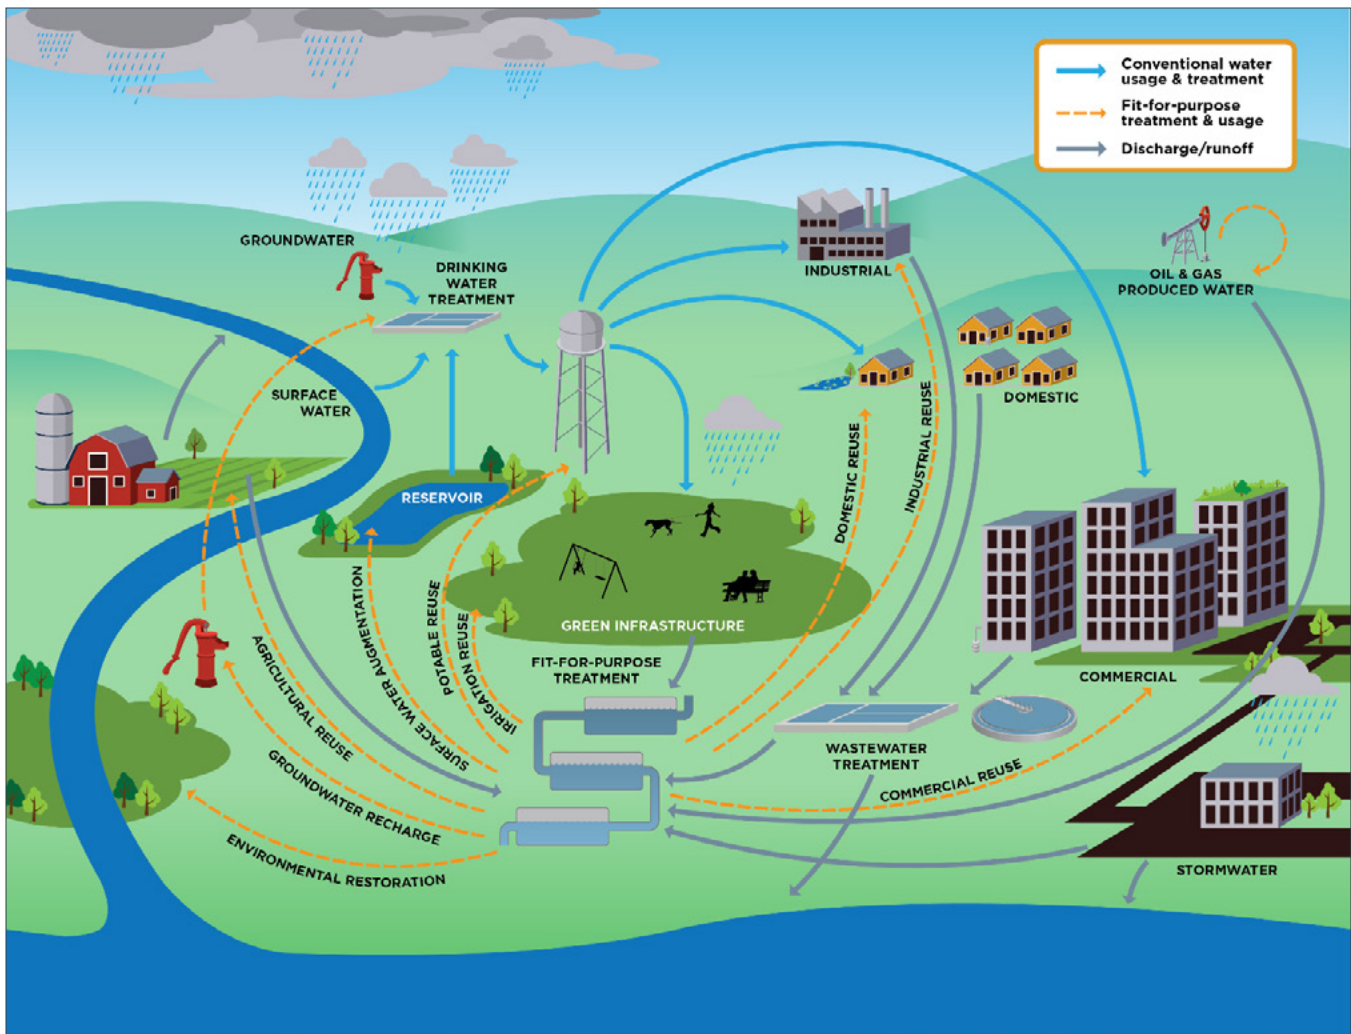 Conventional water
usage & treatment
Fit-for-purpose
treatment & usage
Discharge/runoff
GROUNDWATER
DRINKING
WATER
TREATMENT
INDUSTRIAL
OIL & GAS
PRODUCED WATER
SURFACE
WATER
DOMESTIC
RESERVOIR
DOMESTIC REUSE
INDUSTRIAL REUSE
GREEN INFRASTRUCTURE
AGRICULTURAL REUSE
SURFACE WATER AUGMENTATION
POTABLE REUSE
IRRIGATION REUSE
FIT-FOR-PURPOSE
TREATMENT
COMMERCIAL
WASTEWATER
TREATMENT
COMMERCIAL REUSE
GROUNDWATER RECHARGE
ENVIRONMENTAL RESTORATION
STORMWATER